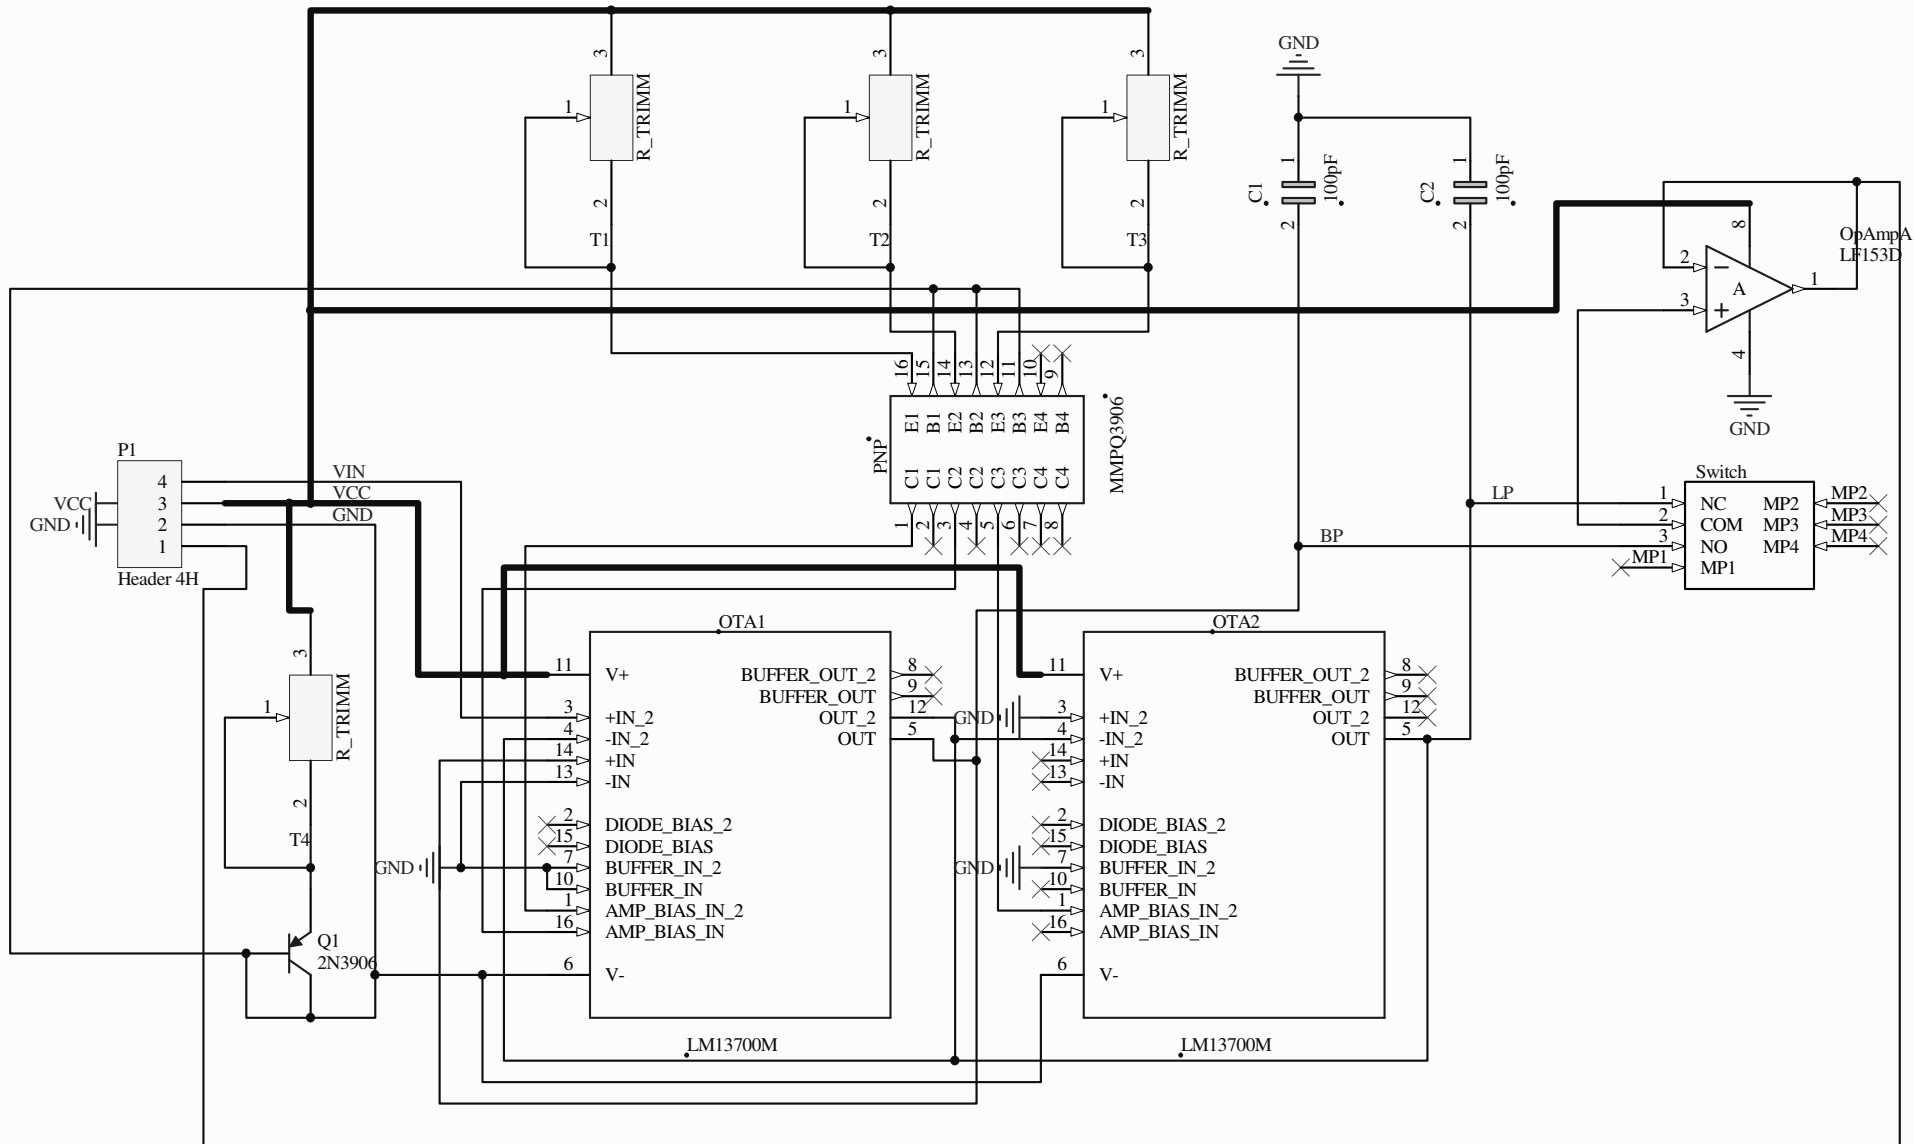 GND
3
1
R_TRIMM
2
T1
3
1
R_TRIMM
2
T2
3
1
R_TRIMM
2
T3
1
C1
100pF
2
1
C2
100pF
2
8
OpAmpA
LF153D
2
−
A
1
3
+
4
GND
16
15
14
13
12
11
10
9
E1
B1
E2
B2
E3
B3
E4
B4
PNP
MMPQ3906
C1
C1
C2
C2
C3
C3
C4
C4
1
2
3
4
5
6
7
8
P1
4
VIN
VCC
3
VCC
GND
2
GND
1
Header 4H
Switch
LP
1
NC
MP2
MP2
2
COM
MP3
MP3
BP
3
NO
MP4
MP4
MP1
MP1
3
1
R_TRIMM
2
T4
Q1
2N3906
OTA1
11
V+
BUFFER_OUT_2
8
BUFFER_OUT
9
3
+IN_2
OUT_2
12
4
-IN_2
OUT
5
14
+IN
13
-IN
2
DIODE_BIAS_2
15
DIODE_BIAS
GND
7
BUFFER_IN_2
10
BUFFER_IN
1
AMP_BIAS_IN_2
16
AMP_BIAS_IN
6
V-
LM13700M
OTA2
11
V+
BUFFER_OUT_2
8
BUFFER_OUT
9
GND
3
+IN_2
OUT_2
12
4
-IN_2
OUT
5
14
+IN
13
-IN
2
DIODE_BIAS_2
15
DIODE_BIAS
GND
7
BUFFER_IN_2
10
BUFFER_IN
1
AMP_BIAS_IN_2
16
AMP_BIAS_IN
6
V-
LM13700M